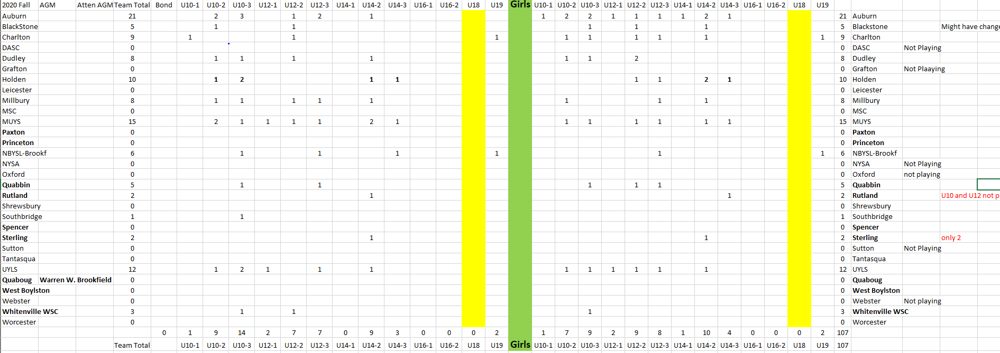 2020 Fall AGM Atten AGM Team Total Bond U10-1 U10-2 U10-3 U12-1 U12-2 U12-3 U14-1 U14-2 U14-3 U16-1 U16-2 U18 U19 Girls U10-1 U10-2 U10-3 U12-1 U12-2 U12-3 U14-1 U14-2 U14-3 U16-1 U16-2 U18 U19
Auburn 21 2 3 1 2 1 1 2 2 1 1 1 1 2 1 21 Auburn
BlackStone 5 1 1 1 1 1 5 Blackstone Might have change
Charlton 9 1 1 1 1 1 1 1 1 1 9 Charlton
DASC 0 0 DASC Not Playing
Dudley 8 1 1 1 1 1 1 2 8 Dudley
Grafton 0 0 Grafton Not Plaaying
Holden 10 1 2 1 1 1 1 2 1 10 Holden
Leicester 0 0 Leicester
Millbury 8 1 1 1 1 1 1 1 1 8 Millbury
MSC 0 0 MSC
MUYS 15 2 1 1 1 1 2 1 1 1 1 1 1 1 15 MUYS
Paxton 0 0 Paxton
Princeton 0 0 Princeton
NBYSL-Brookf 6 1 1 1 1 1 1 6 NBYSL-Brookf
NYSA 0 0 NYSA Not Playing
Oxford 0 0 Oxford not playing
Quabbin 5 1 1 1 1 1 5 Quabbin
Rutland 2 1 1 2 Rutland U10 and U12 not p
Shrewsbury 0 0 Shrewsbury
Southbridge 1 1 1 Southbridge
Spencer 0 0 Spencer
Sterling 2 1 1 2 Sterling only 2
Sutton 0 0 Sutton Not Playing
Tantasqua 0 0 Tantasqua
UYLS 12 1 2 1 1 1 1 1 1 1 1 1 12 UYLS
Quaboug Warren W. Brookfield 0 0 Quaboug
West Boylston 0 0 West Boylston
Webster 0 0 Webster Not playing
Whitenville WSC 3 1 1 1 3 Whitenville WSC
Worcester 0 0 Worcester
0 1 9 14 2 7 7 0 9 3 0 0 0 2 1 7 9 2 9 8 1 10 4 0 0 0 2 107
Team Total U10-1 U10-2 U10-3 U12-1 U12-2 U12-3 U14-1 U14-2 U14-3 U16-1 U16-2 U18 U19 Girls U10-1 U10-2 U10-3 U12-1 U12-2 U12-3 U14-1 U14-2 U14-3 U16-1 U16-2 U18 U19 107